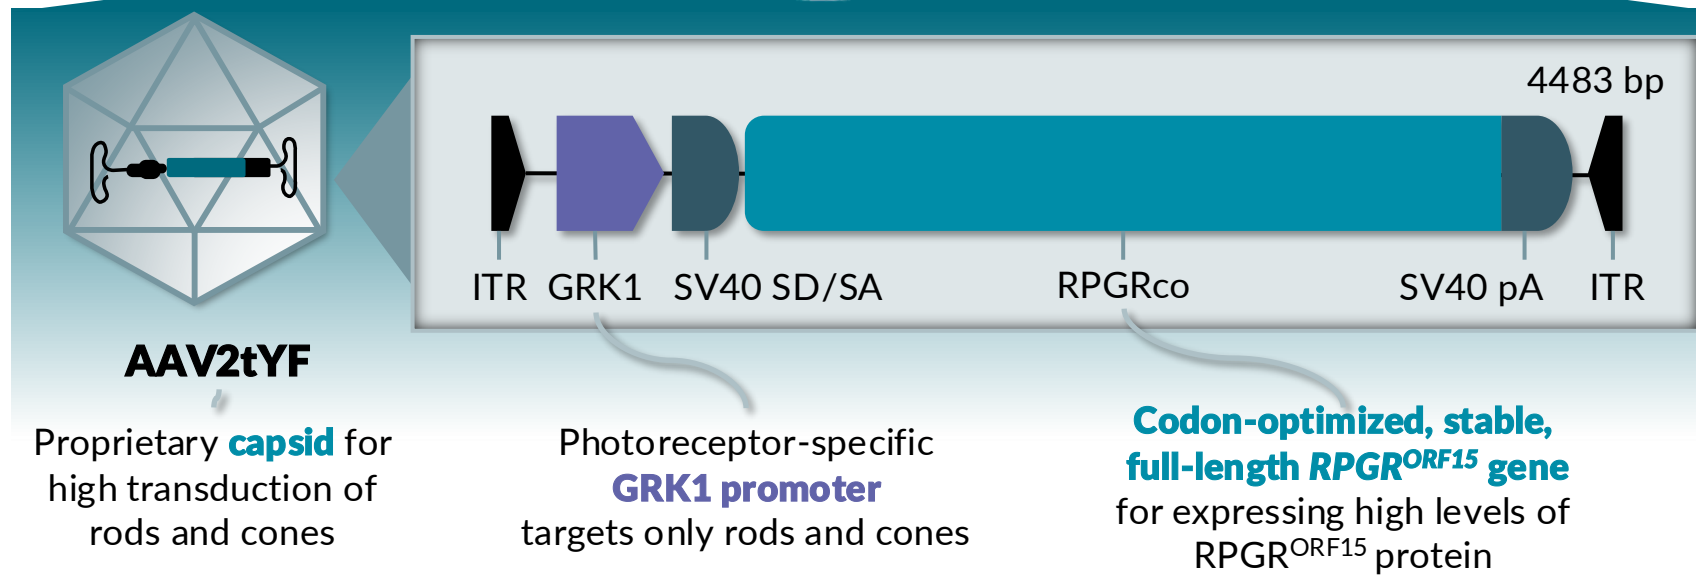 4483 bp
ITR GRK1 SV40 SD/SA RPGRco SV40 pA ITR
AAV2tYF
Proprietary capsid for
high transduction of
rods and cones
Photoreceptor-specific
GRK1 promoter
targets only rods and cones
Codon-optimized, stable,
full-length RPGRORF15 gene
for expressing high levels of
RPGRORF15 protein